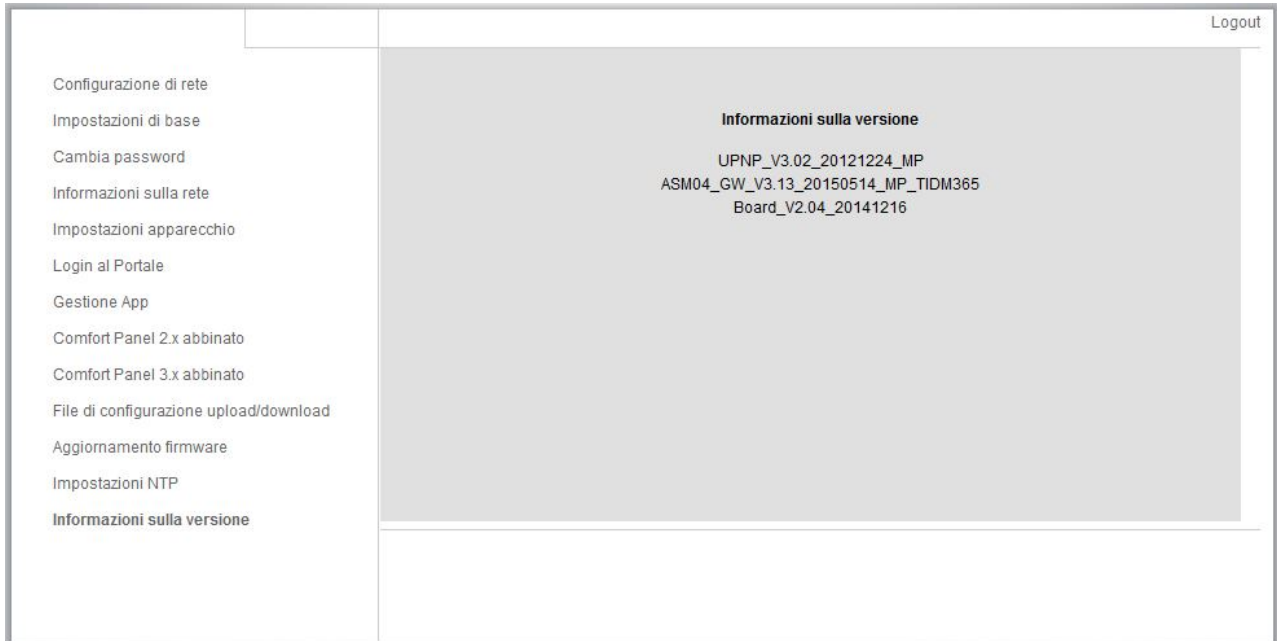 Logout
Configurazione di rete
Impostazioni di base
Cambia password
Informazioni sulla rete
Impostazioni apparecchio
Login al Portale
Gestione App
Comfort Panel 2.x abbinato
Comfort Panel 3.x abbinato
File di configurazione upload/download
Aggiornamento firmware
Impostazioni NTP
Informazioni sulla versione
Informazioni sulla versione
UPNP_V3.02_20121224_MP
ASM04_GW_V3.13_20150514_MP_TIDM365
Board_V2.04_20141216